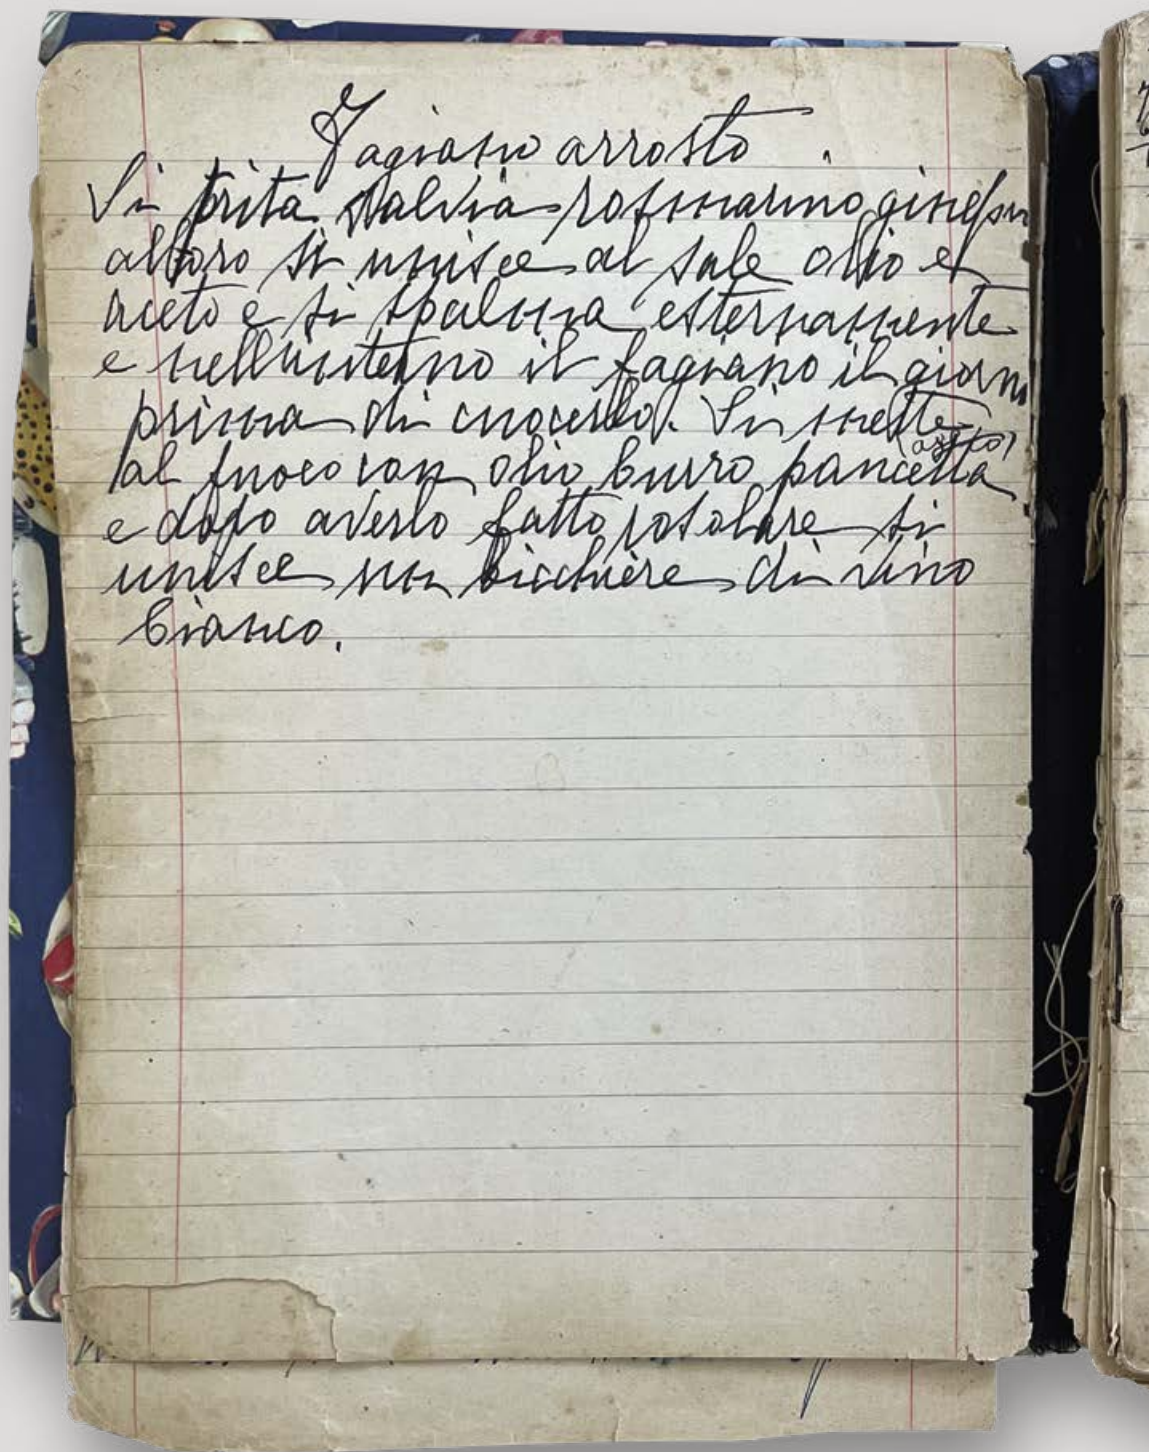 Fagiano arrosto.
Si trita salvia rosmarino ginepro
alloro si unisce al sale olio e
aceto e si spalma esternamente
e nell'interno il fagiano il giorno
prima di cuocerlo. Si mette
al fuoco con olio burro pancetta
e dopo averlo fatto rosolare si
unisce un bicchiere di vino
bianco.